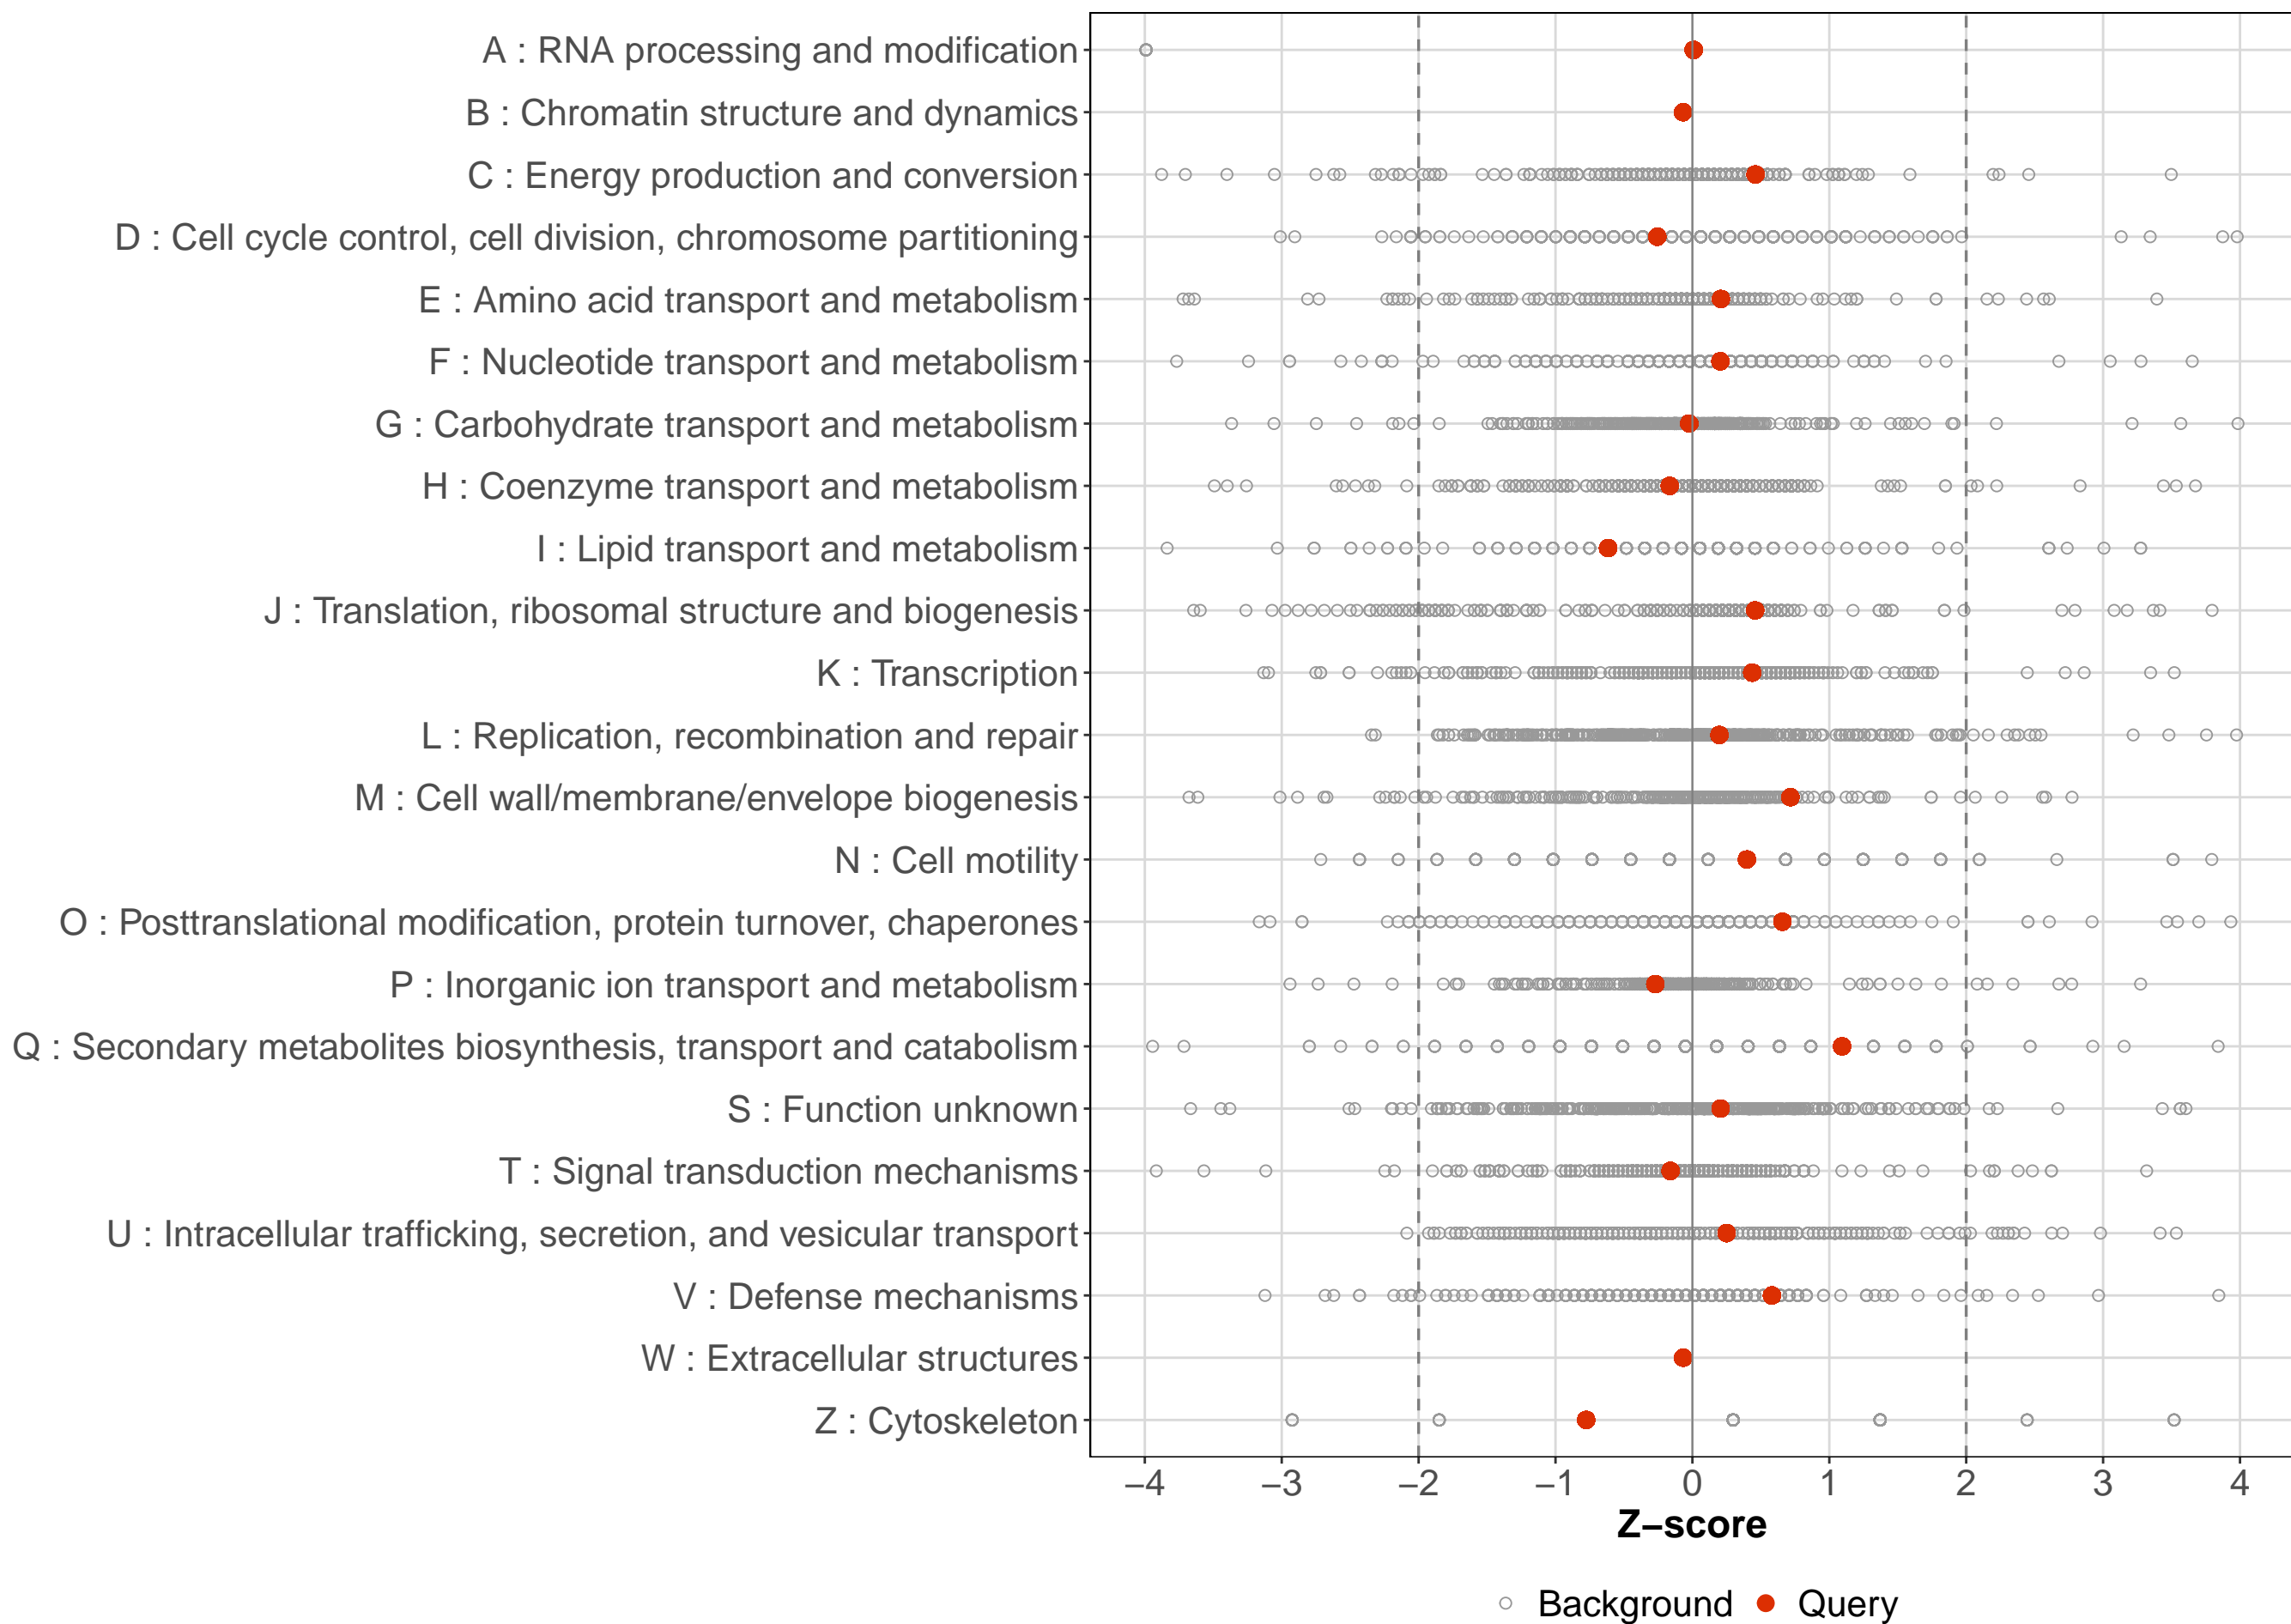 A : RNA processing and modification
B : Chromatin structure and dynamics
C : Energy production and conversion
D : Cell cycle control, cell division, chromosome partitioning
E : Amino acid transport and metabolism
F : Nucleotide transport and metabolism
G : Carbohydrate transport and metabolism
H : Coenzyme transport and metabolism
I : Lipid transport and metabolism
J : Translation, ribosomal structure and biogenesis
K : Transcription
L : Replication, recombination and repair
M : Cell wall/membrane/envelope biogenesis
N : Cell motility
O : Posttranslational modification, protein turnover, chaperones
P : Inorganic ion transport and metabolism
Q : Secondary metabolites biosynthesis, transport and catabolism
S : Function unknown
T : Signal transduction mechanisms
U : Intracellular trafficking, secretion, and vesicular transport
V : Defense mechanisms
W : Extracellular structures
Z : Cytoskeleton
−4 −3 −2 −1 0 1 2 3 4
Z−score
Background Query